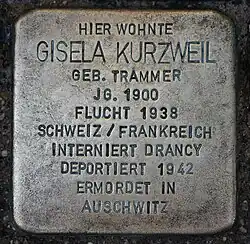 HIER WOHNTE
GISELA KURZWEIL
GEB. TRAMMER
JG. 1900
FLUCHT 1938
SCHWEIZ / FRANKREICH
INTERNIERT DRANCY
DEPORTIERT 1942
ERMORDET IN
AUSCHWITZ